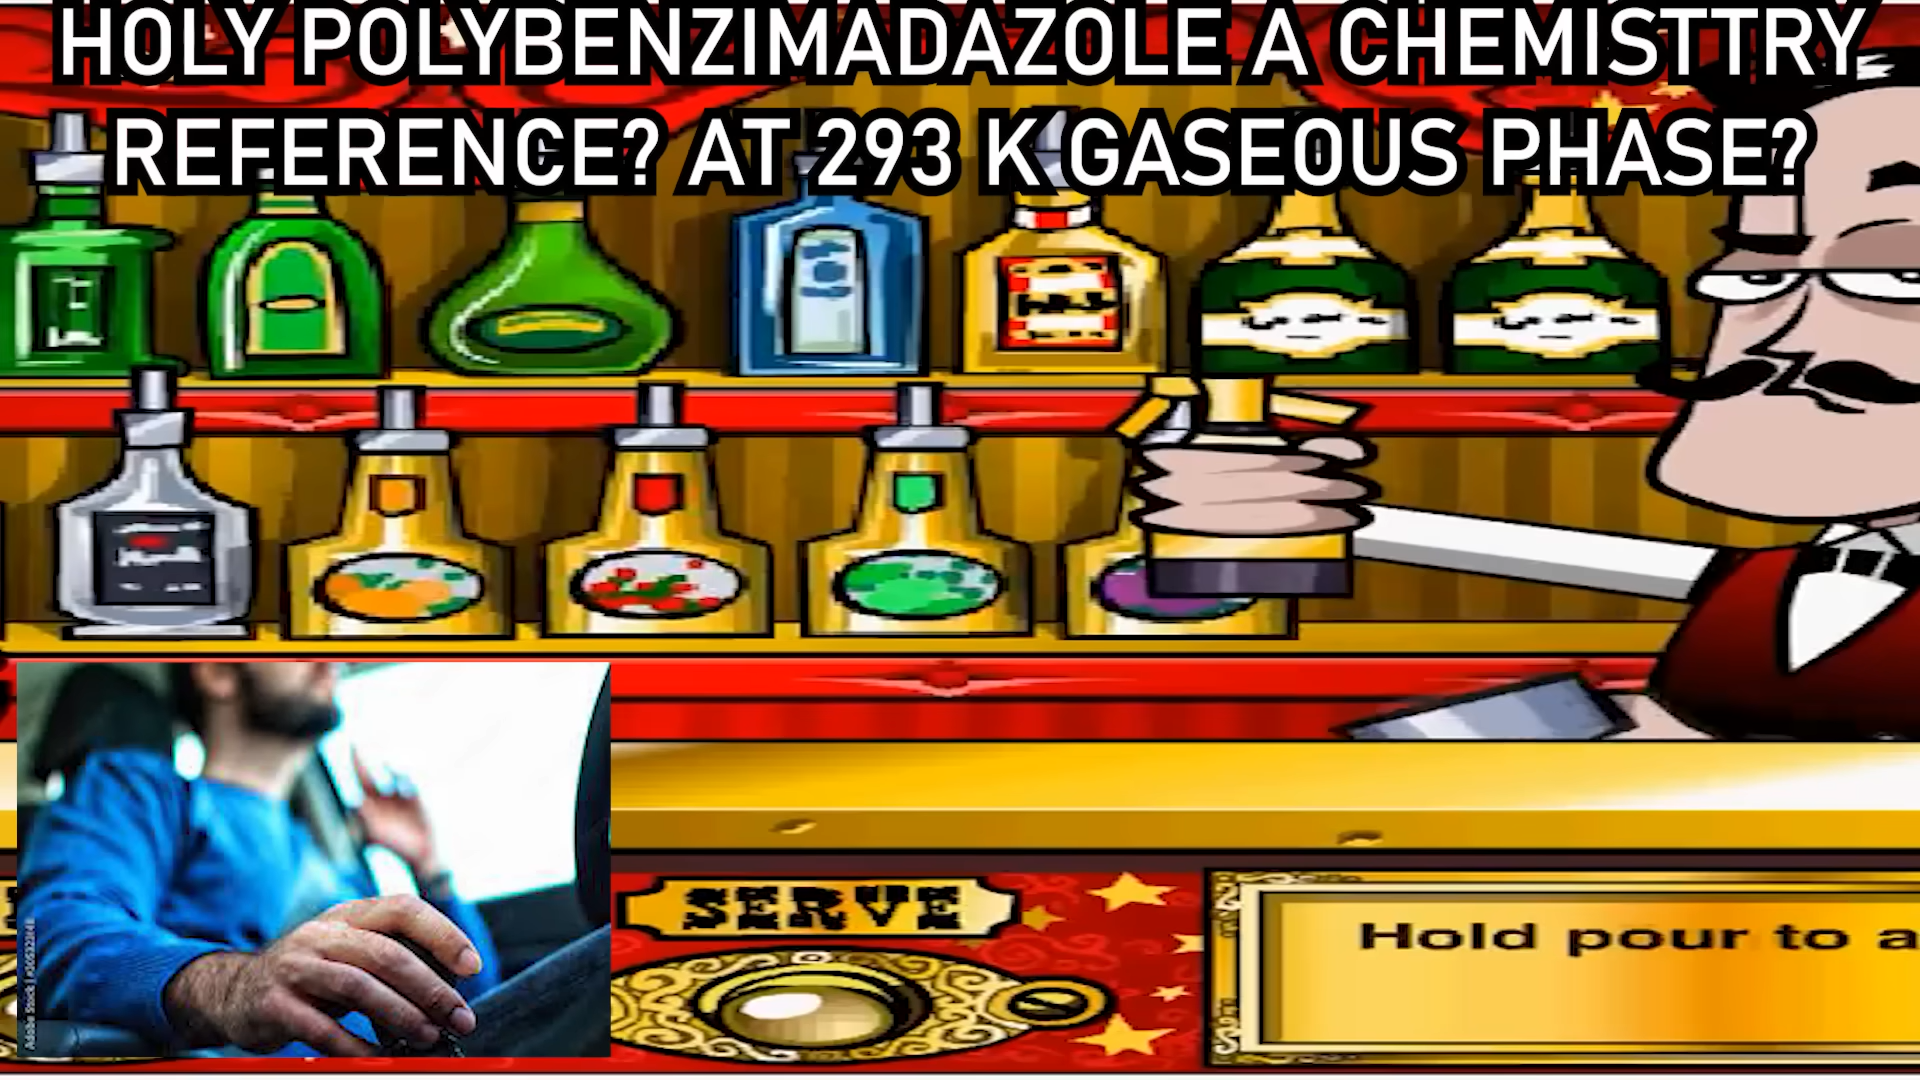 HOLY POLYBENZIMADAZOLE A CHEMISTTRY
REFERENCE? AT 293 K GASEOUS PHASE?
SERVE
Hold pour to a